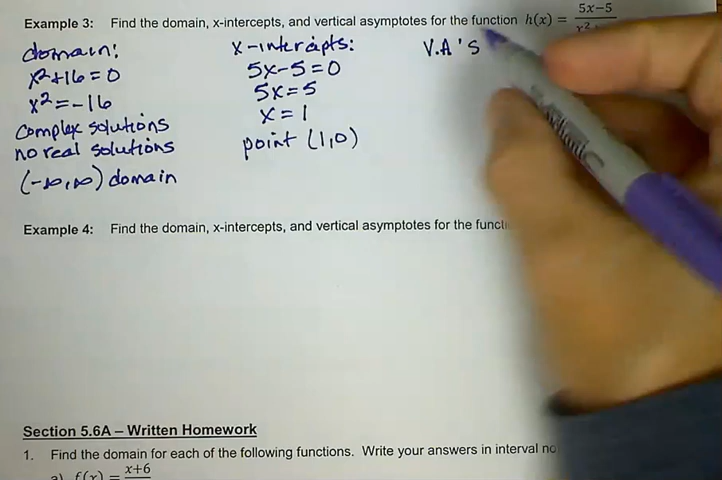 Example 3: Find the domain, x-intercepts, and vertical asymptotes for the function h(x) = 5x−5
domain:
x²+16=0
x²=-16
complex solutions
no real solutions
(-∞,∞) domain
x-intercepts:
5x-5=0
5x=5
x=1
point (1,0)
V.A's
Example 4: Find the domain, x-intercepts, and vertical asymptotes for the
Section 5.6A – Written Homework
1. Find the domain for each of the following functions. Write your answers in interval
a) f(x) = x+6